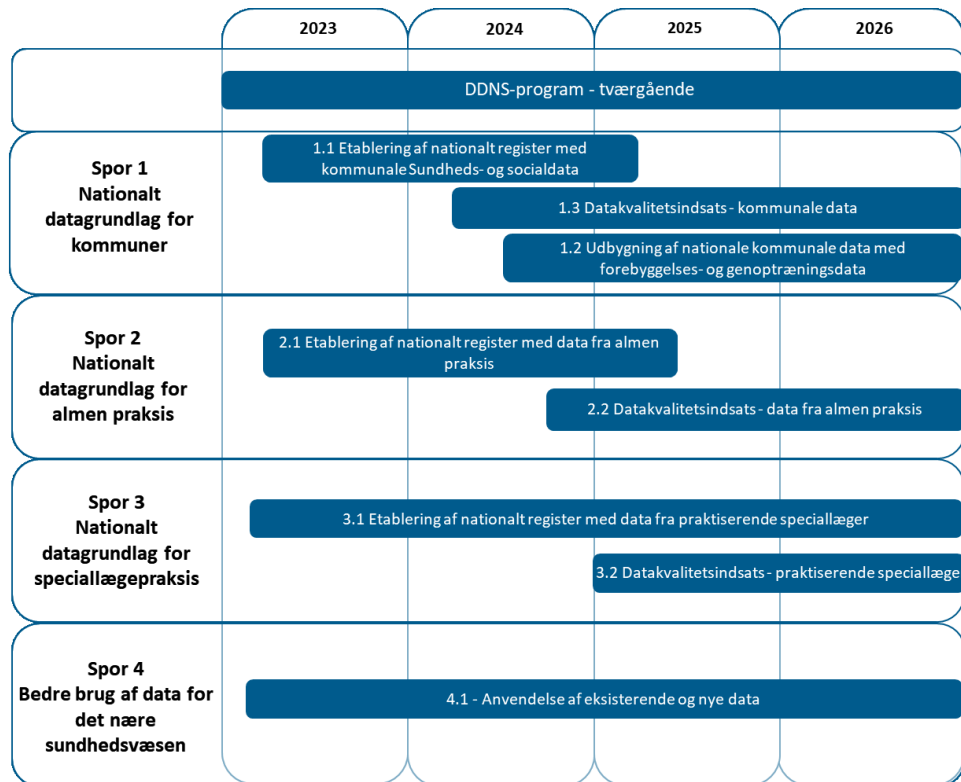 2023
2024
2025
2026
DDNS-program - tværgående
Spor 1
Nationalt
datagrundlag for
kommuner
1.1 Etablering af nationalt register med
kommunale Sundheds- og socialdata
1.3 Datakvalitetsindsats - kommunale data
1.2 Udbygning af nationale kommunale data med
forebyggelses- og genoptræningsdata
Spor 2
Nationalt
datagrundlag for
almen praksis
2.1 Etablering af nationalt register med data fra almen
praksis
2.2 Datakvalitetsindsats - data fra almen praksis
Spor 3
Nationalt
datagrundlag for
speciallægepraksis
3.1 Etablering af nationalt register med data fra praktiserende speciallæger
3.2 Datakvalitetsindsats - praktiserende speciallæge
Spor 4
Bedre brug af data for
det nære
sundhedsvæsen
4.1 - Anvendelse af eksisterende og nye data